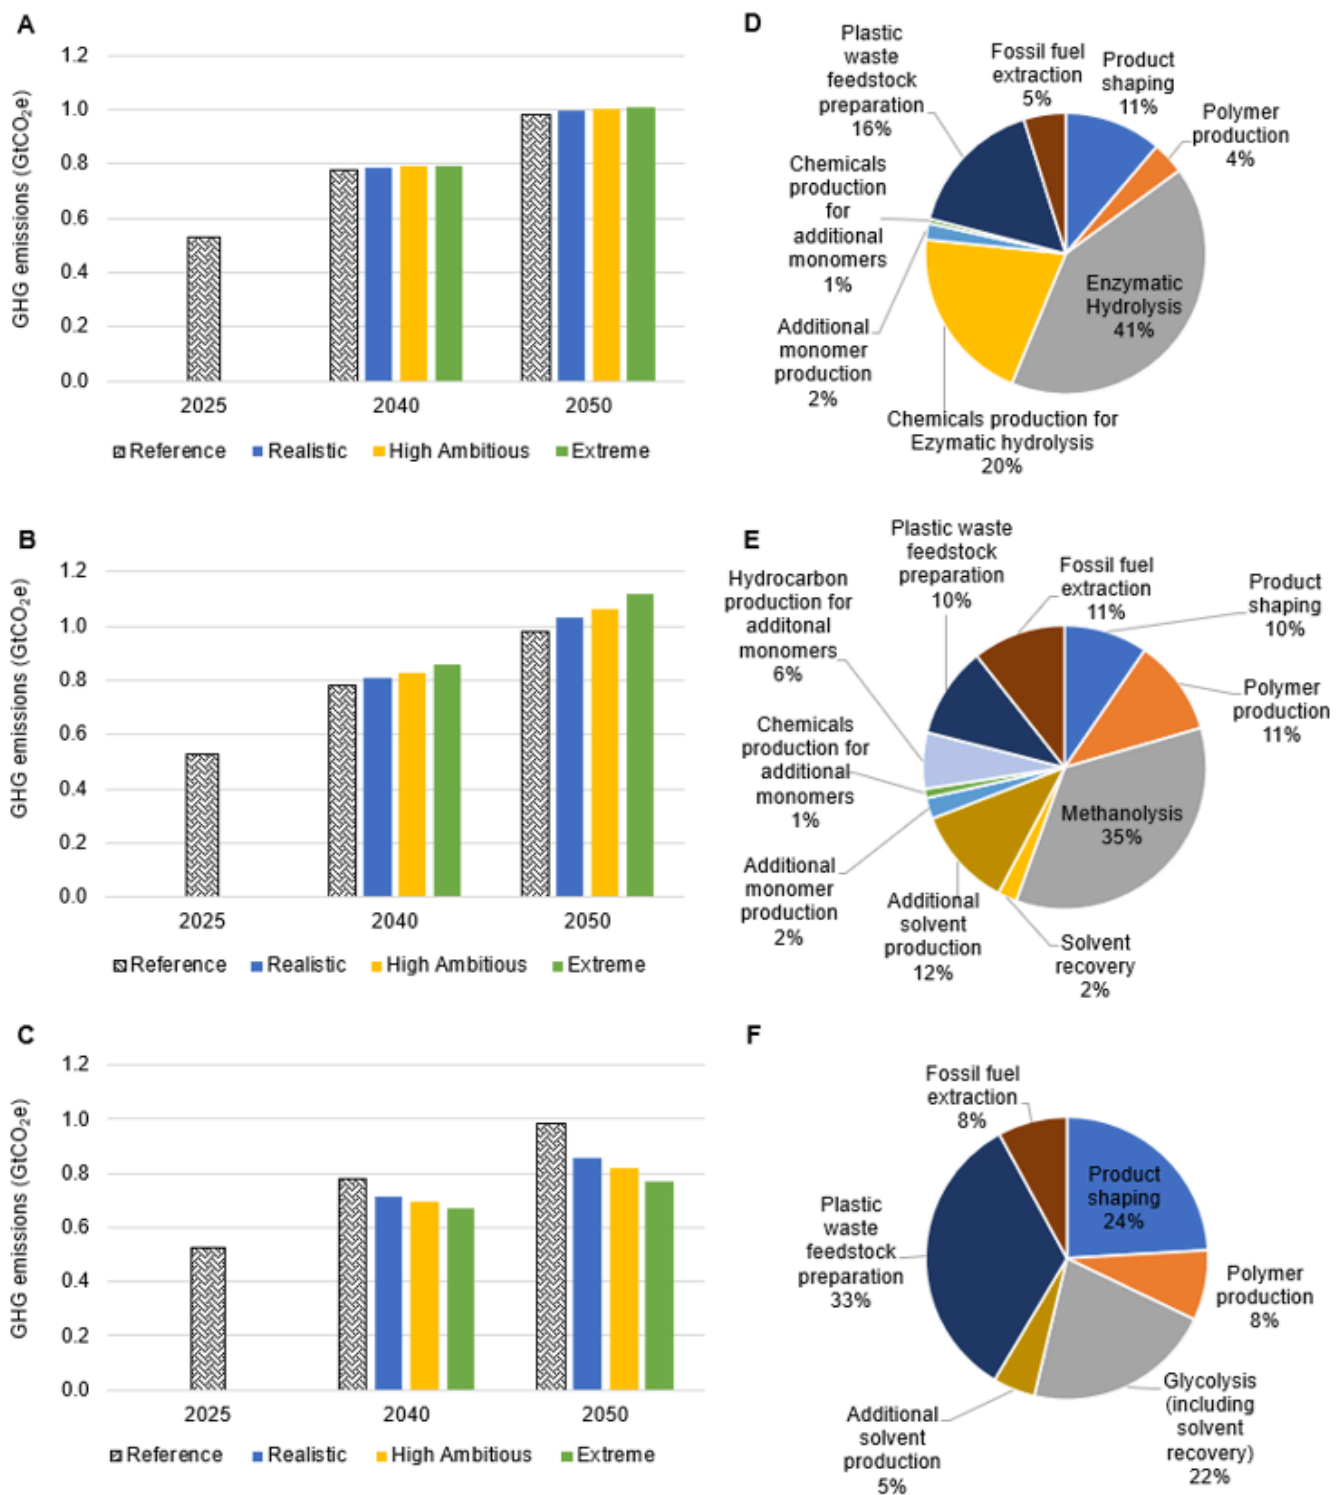 A
GHG emissions (GtCO₂e)
1.2
1.0
0.8
0.6
0.4
0.2
0.0
2025
2040
2050
Reference
Realistic
High Ambitious
Extreme
D
Plastic
waste
feedstock
preparation
16%
Fossil fuel
extraction
5%
Product
shaping
11%
Polymer
production
4%
Chemicals
production
for
additional
monomers
1%
Enzymatic
Hydrolysis
41%
Additional
monomer
production
2%
Chemicals production for
Ezymatic hydrolysis
20%
B
GHG emissions (GtCO₂e)
1.2
1.0
0.8
0.6
0.4
0.2
0.0
2025
2040
2050
Reference
Realistic
High Ambitious
Extreme
E
Plastic waste
feedstock
preparation
10%
Fossil fuel
extraction
11%
Product
shaping
10%
Hydrocarbon
production for
additonal
monomers
6%
Polymer
production
11%
Chemicals
production for
additional
monomers
1%
Methanolysis
35%
Additional
monomer
production
2%
Additional
solvent
production
12%
Solvent
recovery
2%
C
GHG emissions (GtCO₂e)
1.2
1.0
0.8
0.6
0.4
0.2
0.0
2025
2040
2050
Reference
Realistic
High Ambitious
Extreme
F
Fossil fuel
extraction
8%
Product
shaping
24%
Plastic
waste
feedstock
preparation
33%
Polymer
production
8%
Additional
solvent
production
5%
Glycolysis
(including
solvent
recovery)
22%